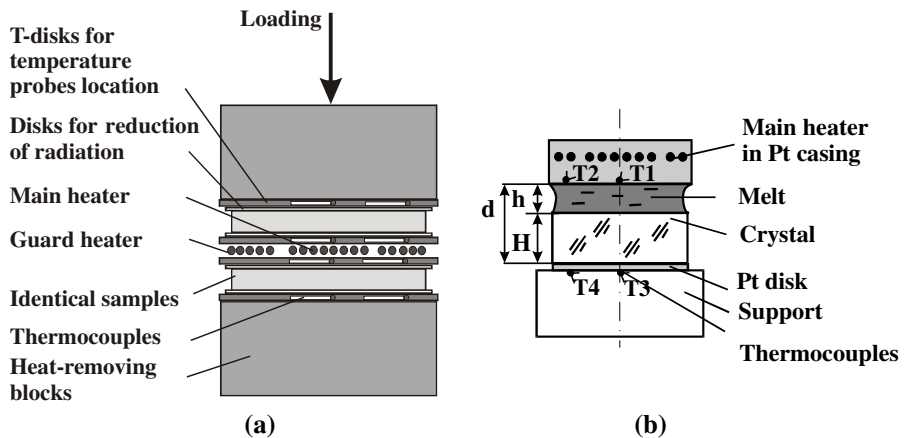 Loading
T-disks for
temperature
probes location
Disks for reduction
of radiation
Main heater
Guard heater
Identical samples
Thermocouples
Heat-removing
blocks
(a)
Main heater
in Pt casing
T2 T1
d
h
Melt
H
Crystal
Pt disk
T4 T3
Support
Thermocouples
(b)